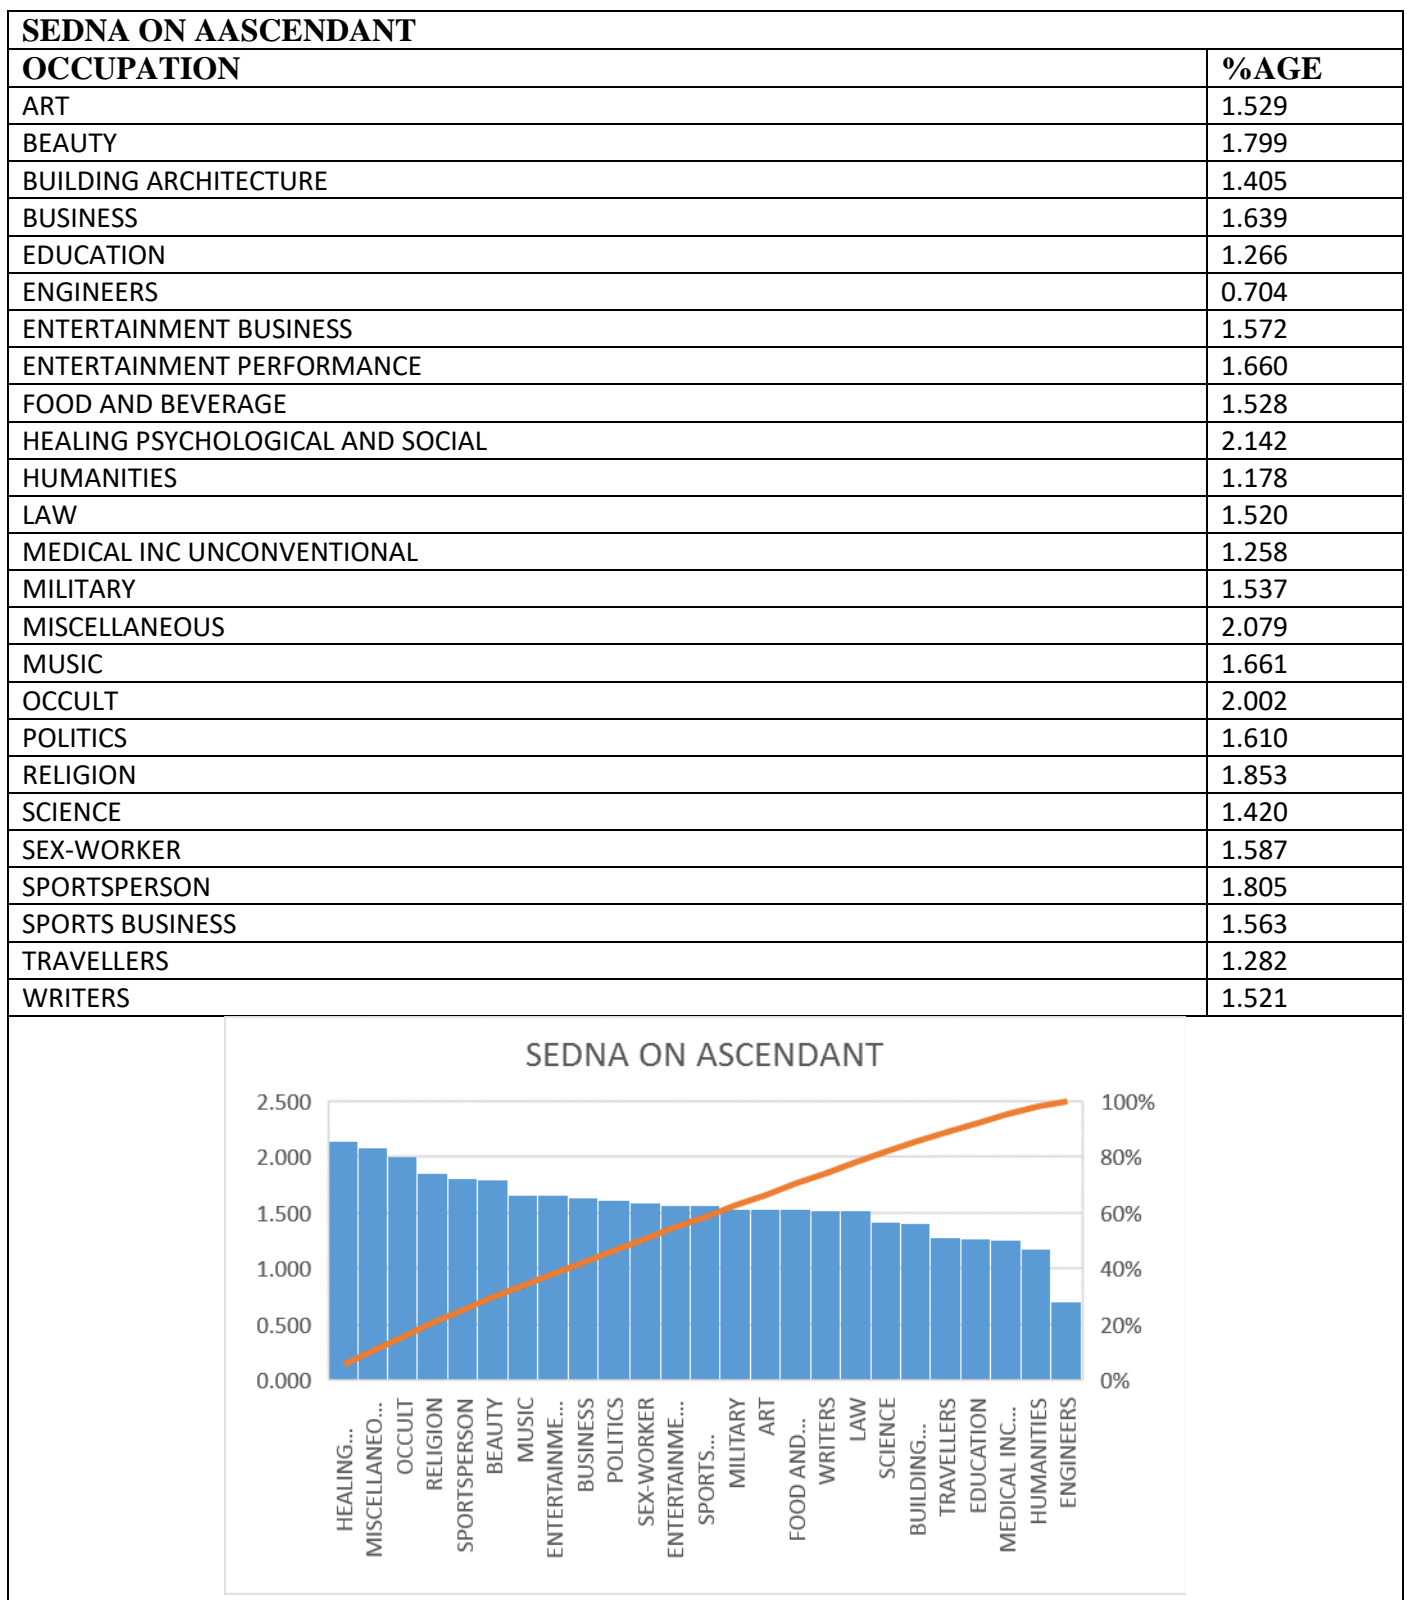 SEDNA ON AASCENDANT
OCCUPATION %AGE
ART 1.529
BEAUTY 1.799
BUILDING ARCHITECTURE 1.405
BUSINESS 1.639
EDUCATION 1.266
ENGINEERS 0.704
ENTERTAINMENT BUSINESS 1.572
ENTERTAINMENT PERFORMANCE 1.660
FOOD AND BEVERAGE 1.528
HEALING PSYCHOLOGICAL AND SOCIAL 2.142
HUMANITIES 1.178
LAW 1.520
MEDICAL INC UNCONVENTIONAL 1.258
MILITARY 1.537
MISCELLANEOUS 2.079
MUSIC 1.661
OCCULT 2.002
POLITICS 1.610
RELIGION 1.853
SCIENCE 1.420
SEX-WORKER 1.587
SPORTSPERSON 1.805
SPORTS BUSINESS 1.563
TRAVELLERS 1.282
WRITERS 1.521
SEDNA ON ASCENDANT
2.500 100%
2.000 80%
1.500 60%
1.000 40%
0.500 20%
0.000 0%
HEALING...
MISCELLANEO...
OCCULT
RELIGION
SPORTSPERSON
BEAUTY
MUSIC
ENTERTAINME...
BUSINESS
POLITICS
SEX-WORKER
ENTERTAINME...
SPORTS...
MILITARY
ART
FOOD AND...
WRITERS
LAW
SCIENCE
BUILDING...
TRAVELLERS
EDUCATION
MEDICAL INC...
HUMANITIES
ENGINEERS